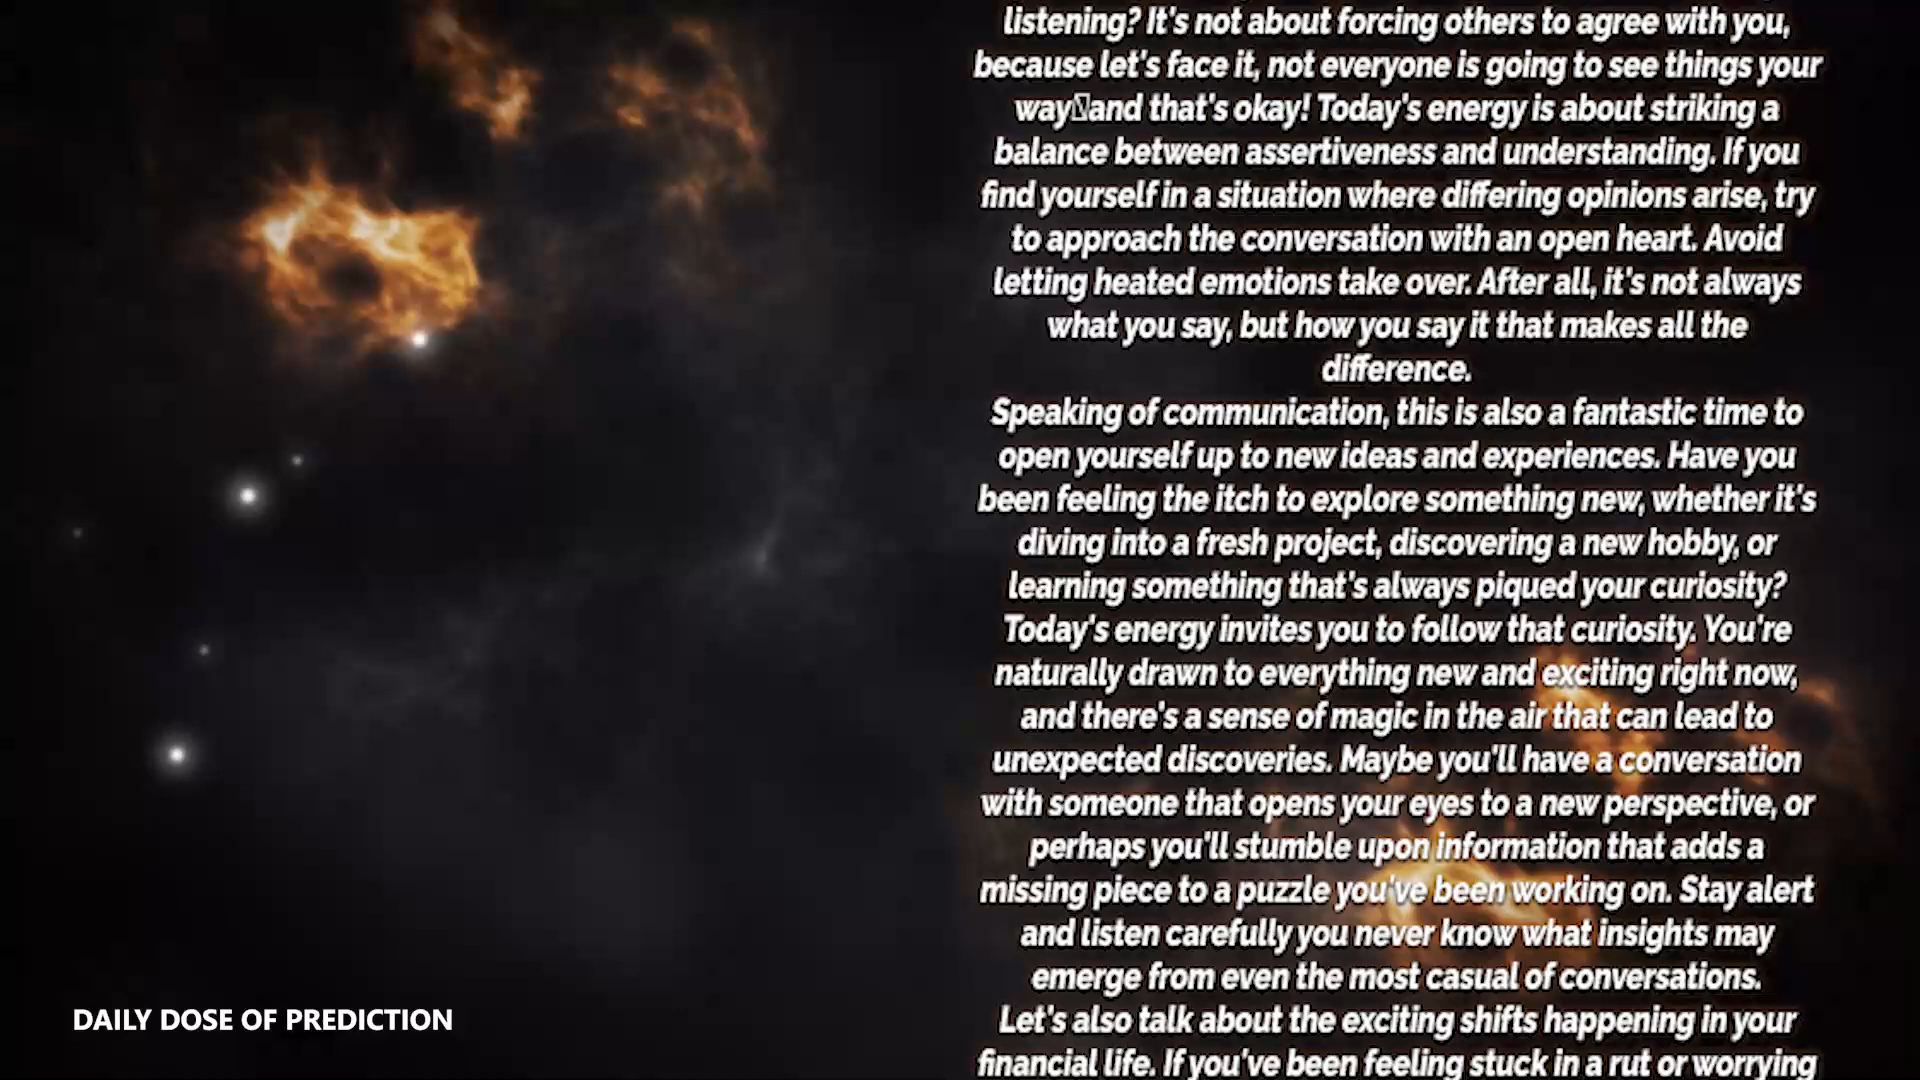 listening? It's not about forcing others to agree with you,
because let's face it, not everyone is going to see things your
way▯and that's okay! Today's energy is about striking a
balance between assertiveness and understanding. If you
find yourself in a situation where differing opinions arise, try
to approach the conversation with an open heart. Avoid
letting heated emotions take over. After all, it's not always
what you say, but how you say it that makes all the
difference.
Speaking of communication, this is also a fantastic time to
open yourself up to new ideas and experiences. Have you
been feeling the itch to explore something new, whether it's
diving into a fresh project, discovering a new hobby, or
learning something that's always piqued your curiosity?
Today's energy invites you to follow that curiosity. You're
naturally drawn to everything new and exciting right now,
and there's a sense of magic in the air that can lead to
unexpected discoveries. Maybe you'll have a conversation
with someone that opens your eyes to a new perspective, or
perhaps you'll stumble upon information that adds a
missing piece to a puzzle you've been working on. Stay alert
and listen carefully you never know what insights may
emerge from even the most casual of conversations.
Let's also talk about the exciting shifts happening in your
financial life. If you've been feeling stuck in a rut or worrying
DAILY DOSE OF PREDICTION